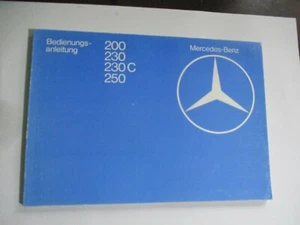 Bedienungs-
anleitung
200
230
230 C
250
Mercedes-Benz